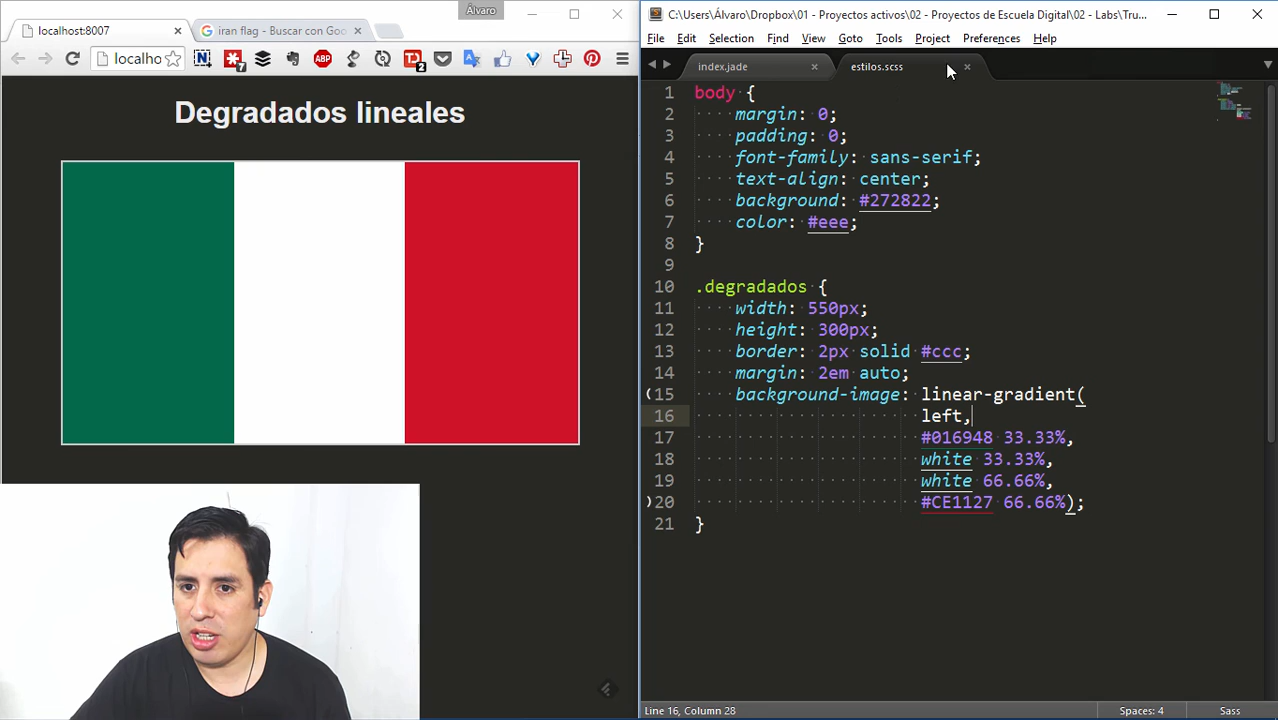 Álvaro
localhost:8007
iran flag - Buscar con Goo
localho
7
ABP
2
Degradados lineales
C:\Users\Álvaro\Dropbox\01 - Proyectos activos\02 - Proyectos de Escuela Digital\02 - Labs\Tru...
File Edit Selection Find View Goto Tools Project Preferences Help
index.jade
estilos.scss
1 body {
2 margin: 0;
3 padding: 0;
4 font-family: sans-serif;
5 text-align: center;
6 background: #272822;
7 color: #eee;
8 }
9
10 .degradados {
11 width: 550px;
12 height: 300px;
13 border: 2px solid #ccc;
14 margin: 2em auto;
15 background-image: linear-gradient(
16 left,
17 #016948 33.33%,
18 white 33.33%,
19 white 66.66%,
20 #CE1127 66.66%);
21 }
Line 16, Column 28
Spaces: 4
Sass